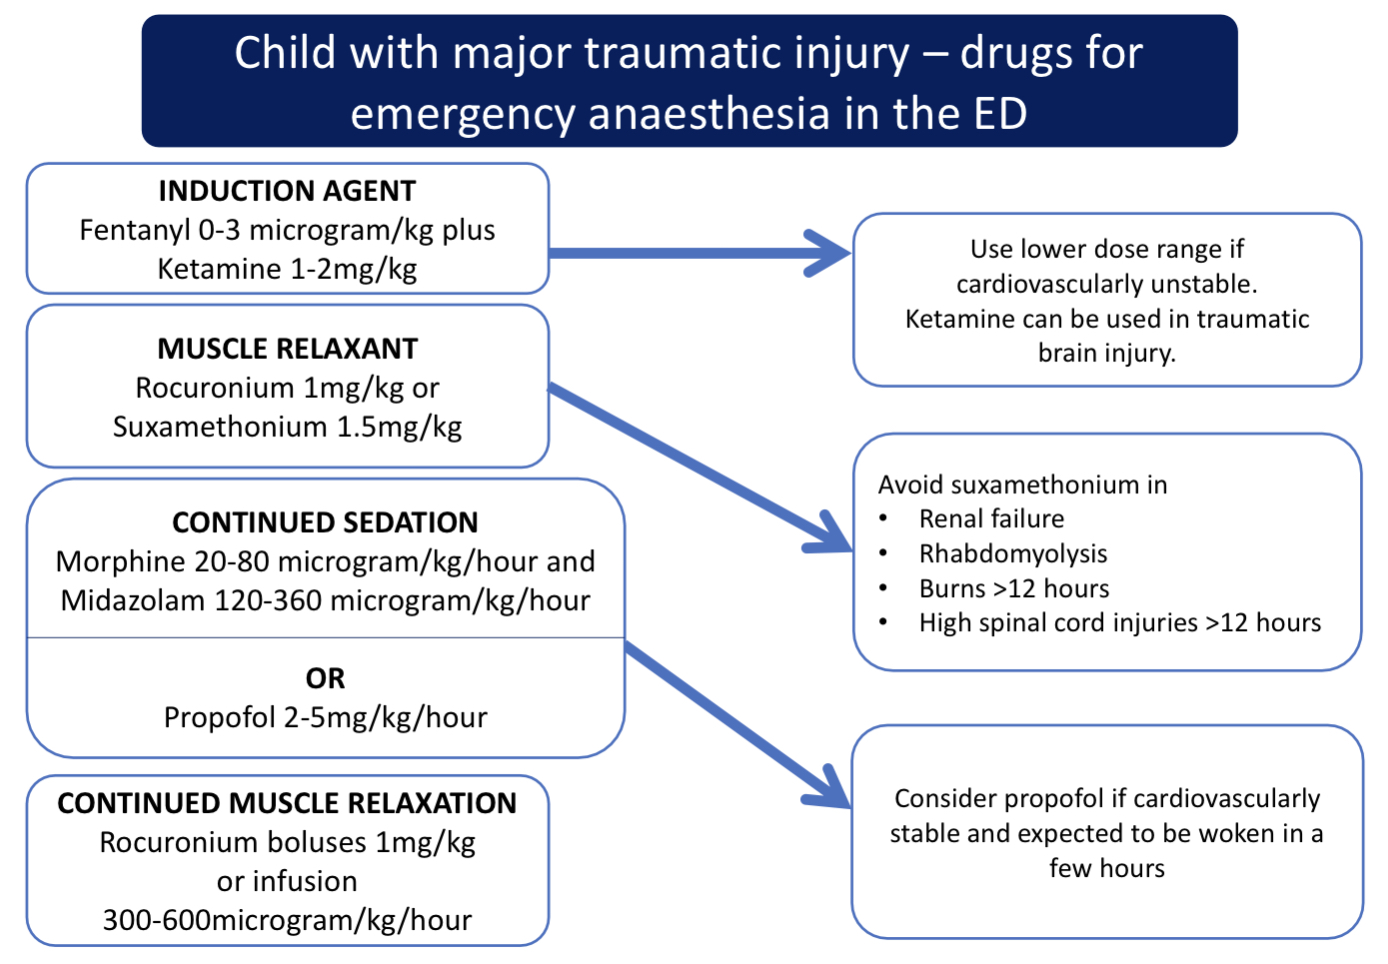 Child with major traumatic injury – drugs for
emergency anaesthesia in the ED
INDUCTION AGENT
Fentanyl 0-3 microgram/kg plus
Ketamine 1-2mg/kg
Use lower dose range if
cardiovascularly unstable.
Ketamine can be used in traumatic
brain injury.
MUSCLE RELAXANT
Rocuronium 1mg/kg or
Suxamethonium 1.5mg/kg
Avoid suxamethonium in
• Renal failure
• Rhabdomyolysis
• Burns >12 hours
• High spinal cord injuries >12 hours
CONTINUED SEDATION
Morphine 20-80 microgram/kg/hour and
Midazolam 120-360 microgram/kg/hour
OR
Propofol 2-5mg/kg/hour
Consider propofol if cardiovascularly
stable and expected to be woken in a
few hours
CONTINUED MUSCLE RELAXATION
Rocuronium boluses 1mg/kg
or infusion
300-600microgram/kg/hour